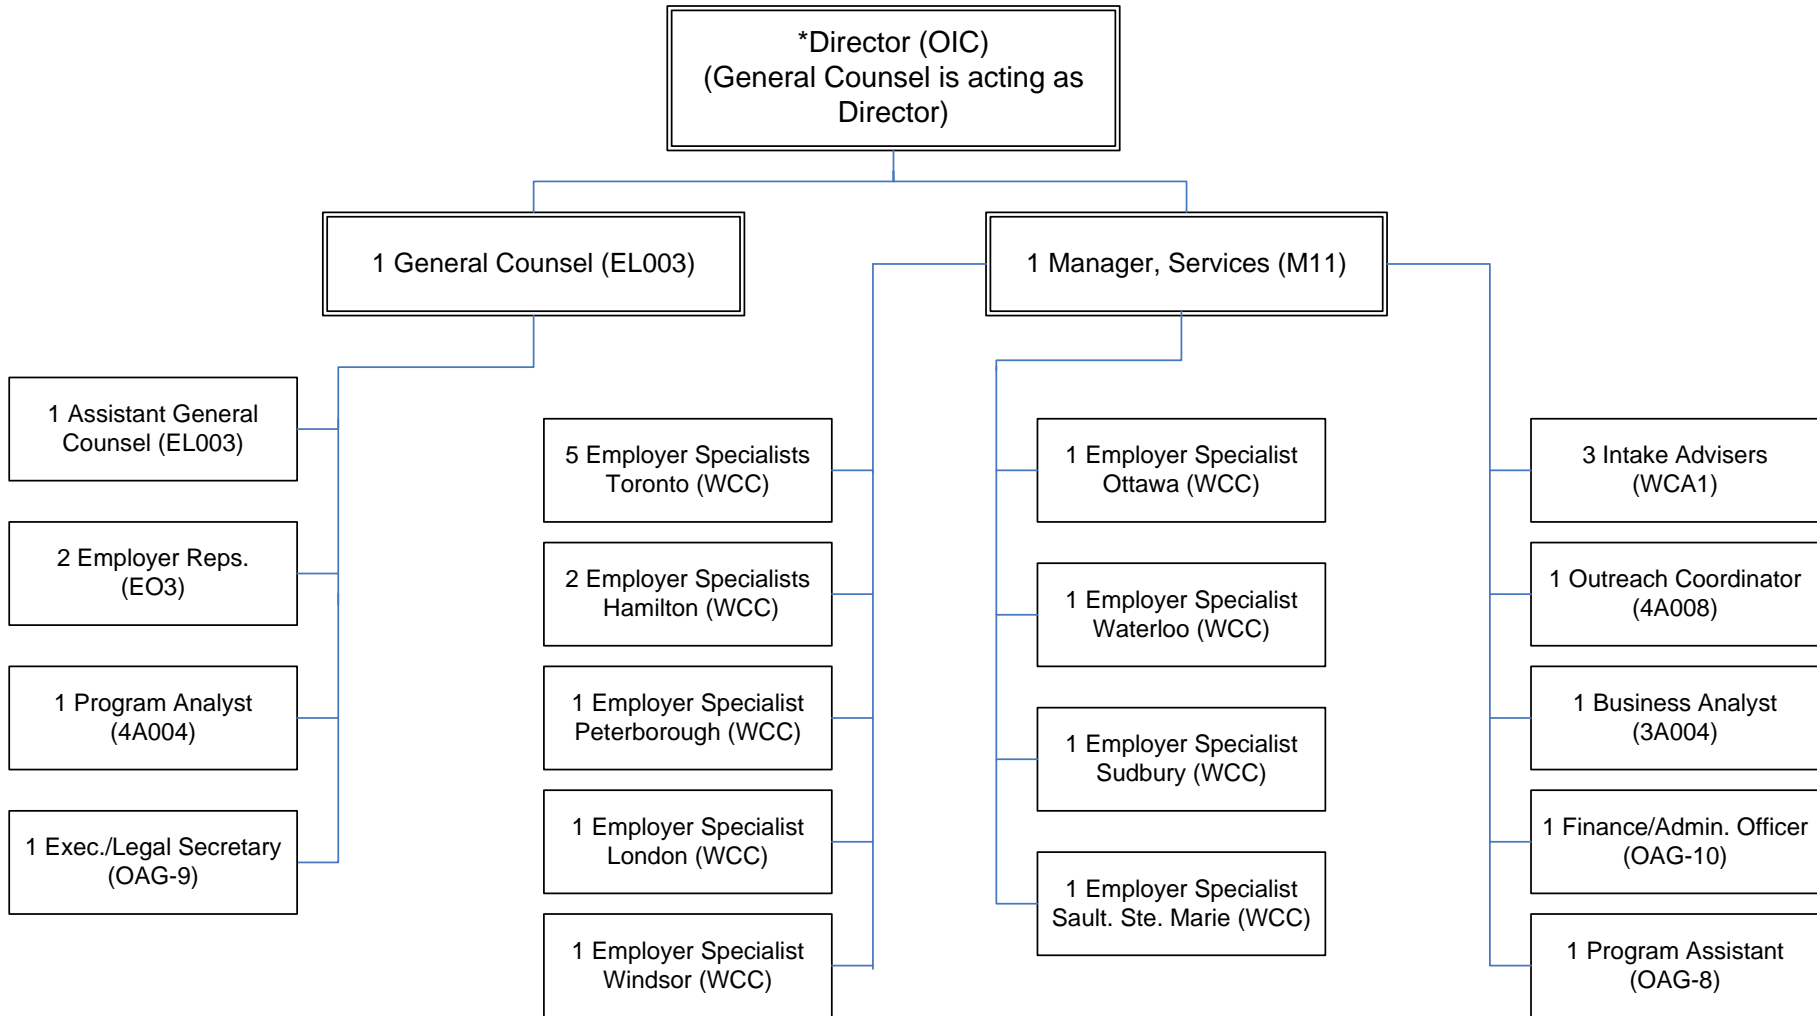 *Director (OIC)
(General Counsel is acting as
Director)
1 General Counsel (EL003)
1 Manager, Services (M11)
1 Assistant General
Counsel (EL003)
2 Employer Reps.
(EO3)
1 Program Analyst
(4A004)
1 Exec./Legal Secretary
(OAG-9)
5 Employer Specialists
Toronto (WCC)
2 Employer Specialists
Hamilton (WCC)
1 Employer Specialist
Peterborough (WCC)
1 Employer Specialist
London (WCC)
1 Employer Specialist
Windsor (WCC)
1 Employer Specialist
Ottawa (WCC)
1 Employer Specialist
Waterloo (WCC)
1 Employer Specialist
Sudbury (WCC)
1 Employer Specialist
Sault. Ste. Marie (WCC)
3 Intake Advisers
(WCA1)
1 Outreach Coordinator
(4A008)
1 Business Analyst
(3A004)
1 Finance/Admin. Officer
(OAG-10)
1 Program Assistant
(OAG-8)